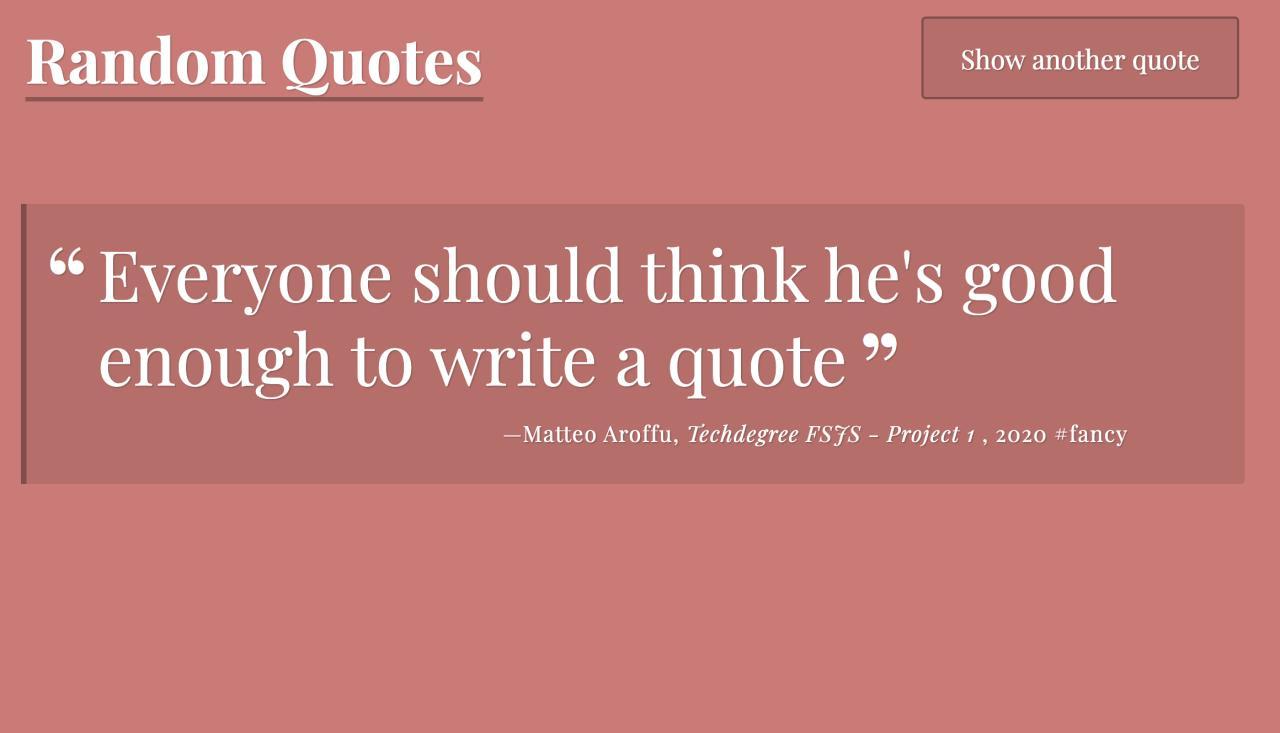 Random Quotes
Show another quote
“ Everyone should think he's good
enough to write a quote ”
—Matteo Aroffu, Techdegree FSJS - Project 1 , 2020 #fancy